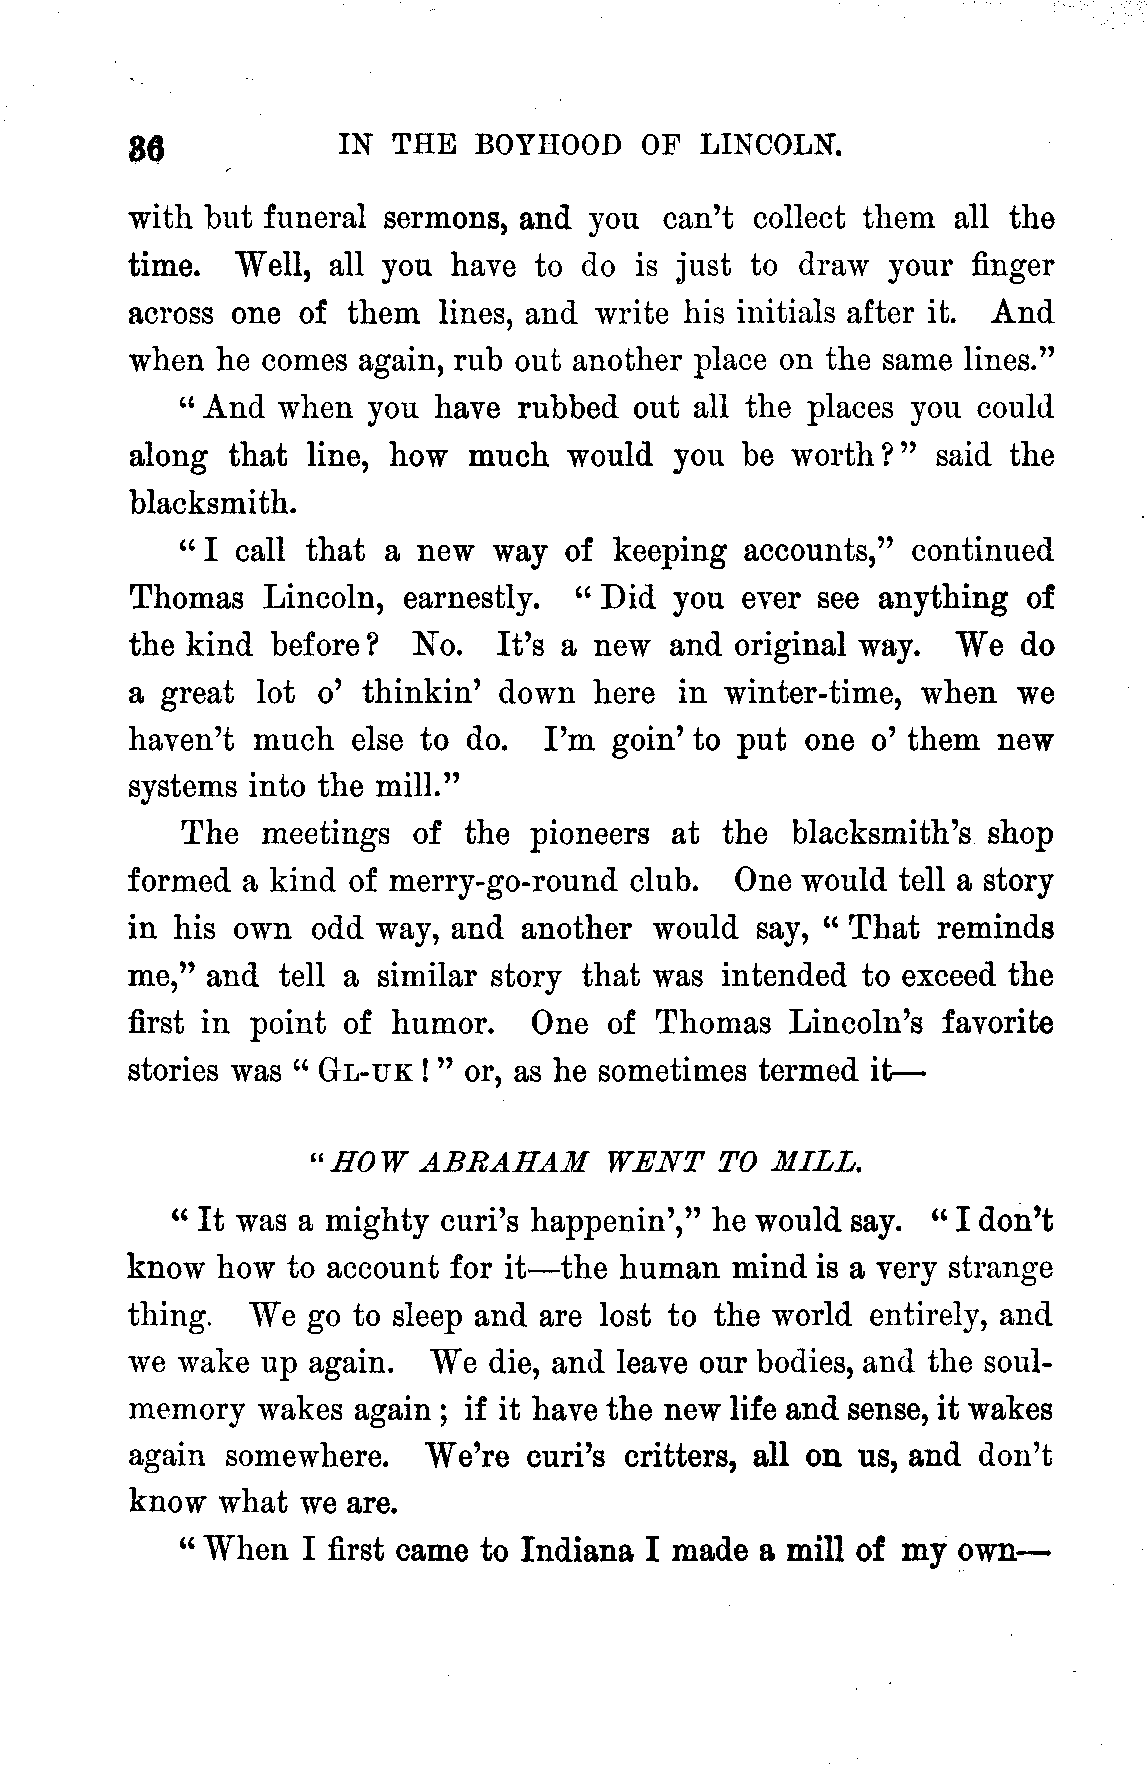 36 IN THE BOYHOOD OF LINCOLN.
with but funeral sermons, and you can't collect them all the
time. Well, all you have to do is just to draw your finger
across one of them lines, and write his initials after it. And
when he comes again, rub out another place on the same lines."
"And when you have rubbed out all the places you could
along that line, how much would you be worth?" said the
blacksmith.
"I call that a new way of keeping accounts," continued
Thomas Lincoln, earnestly. "Did you ever see anything of
the kind before? No. It's a new and original way. We do
a great lot o' thinkin' down here in winter-time, when we
haven't much else to do. I'm goin' to put one o' them new
systems into the mill."
The meetings of the pioneers at the blacksmith's shop
formed a kind of merry-go-round club. One would tell a story
in his own odd way, and another would say, "That reminds
me," and tell a similar story that was intended to exceed the
first in point of humor. One of Thomas Lincoln's favorite
stories was "GL-UK!" or, as he sometimes termed it—
"HOW ABRAHAM WENT TO MILL.
"It was a mighty curi's happenin'," he would say. "I don't
know how to account for it—the human mind is a very strange
thing. We go to sleep and are lost to the world entirely, and
we wake up again. We die, and leave our bodies, and the soul-
memory wakes again; if it have the new life and sense, it wakes
again somewhere. We're curi's critters, all on us, and don't
know what we are.
"When I first came to Indiana I made a mill of my own—